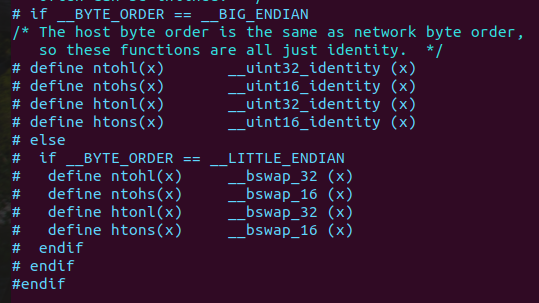 # if __BYTE_ORDER == __BIG_ENDIAN
/* The host byte order is the same as network byte order,
   so these functions are all just identity.  */
# define ntohl(x)	__uint32_identity (x)
# define ntohs(x)	__uint16_identity (x)
# define htonl(x)	__uint32_identity (x)
# define htons(x)	__uint16_identity (x)
# else
#  if __BYTE_ORDER == __LITTLE_ENDIAN
#   define ntohl(x)	__bswap_32 (x)
#   define ntohs(x)	__bswap_16 (x)
#   define htonl(x)	__bswap_32 (x)
#   define htons(x)	__bswap_16 (x)
#  endif
# endif
#endif